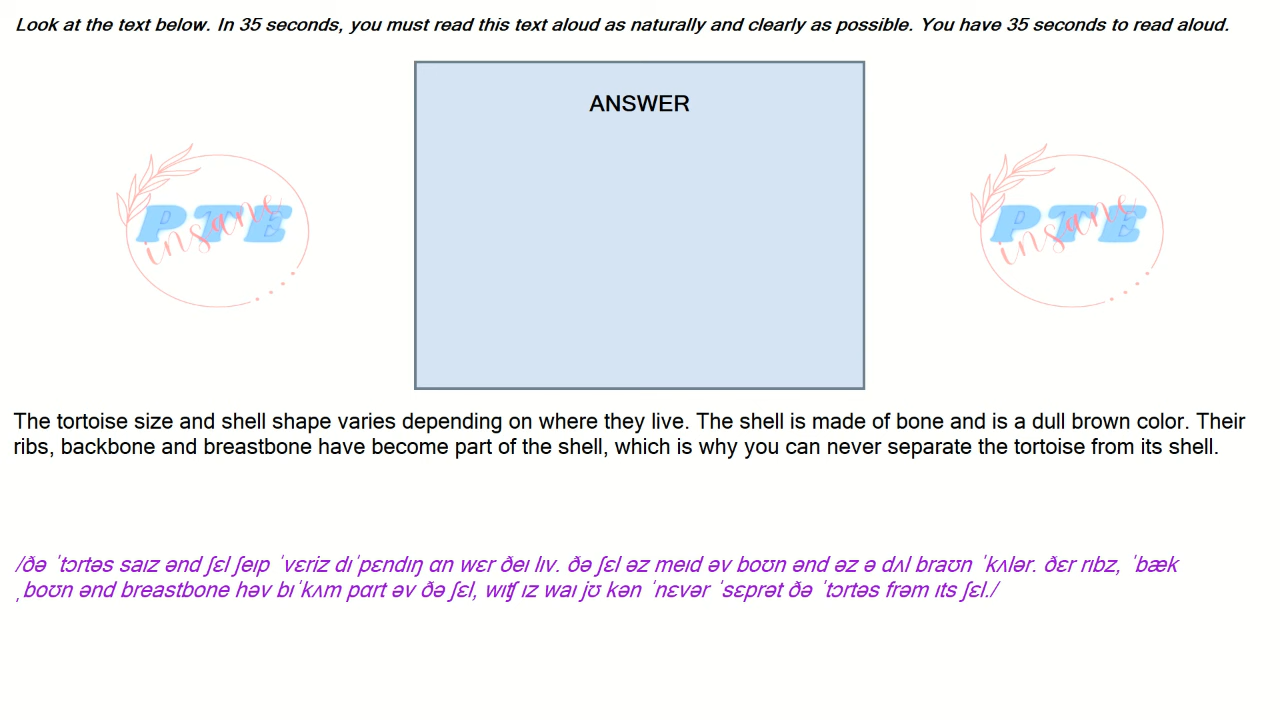 Look at the text below. In 35 seconds, you must read this text aloud as naturally and clearly as possible. You have 35 seconds to read aloud.
ANSWER
PTE
insane
PTE
insane
The tortoise size and shell shape varies depending on where they live. The shell is made of bone and is a dull brown color. Their
ribs, backbone and breastbone have become part of the shell, which is why you can never separate the tortoise from its shell.
/ðə ˈtɔrtəs saɪz ənd ʃɛl ʃeɪp ˈvɛriz dɪˈpɛndɪŋ ɑn wɛr ðeɪ lɪv. ðə ʃɛl əz meɪd əv boʊn ənd əz ə dʌl braʊn ˈkʌlər. ðɛr rɪbz, ˈbæk
ˌboʊn ənd breastbone həv bɪˈkʌm pɑrt əv ðə ʃɛl, wɪʧ ɪz waɪ jʊ kən ˈnɛvər ˈsɛprət ðə ˈtɔrtəs frəm ɪts ʃɛl./